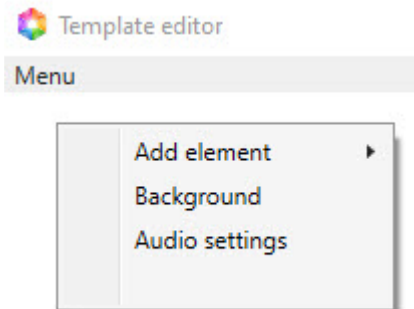 Template editor
Menu
Add element
Background
Audio settings